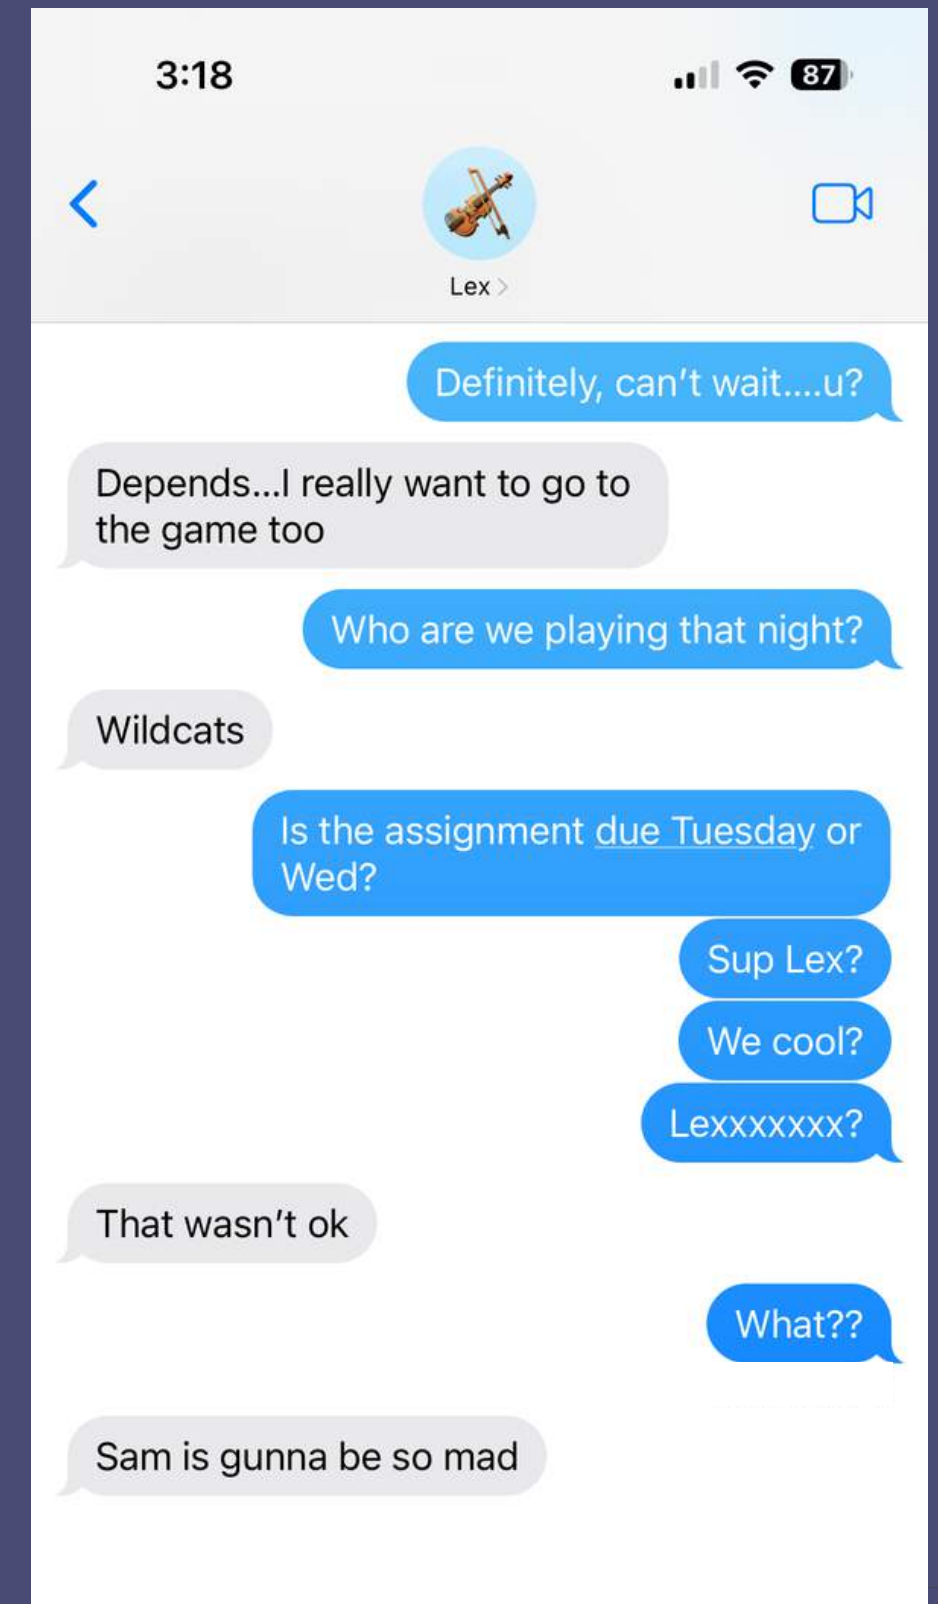 3:18
87
Lex
Definitely, can’t wait....u?
Depends...I really want to go to
the game too
Who are we playing that night?
Wildcats
Is the assignment due Tuesday or
Wed?
Sup Lex?
We cool?
Lexxxxxxx?
That wasn’t ok
What??
Sam is gunna be so mad